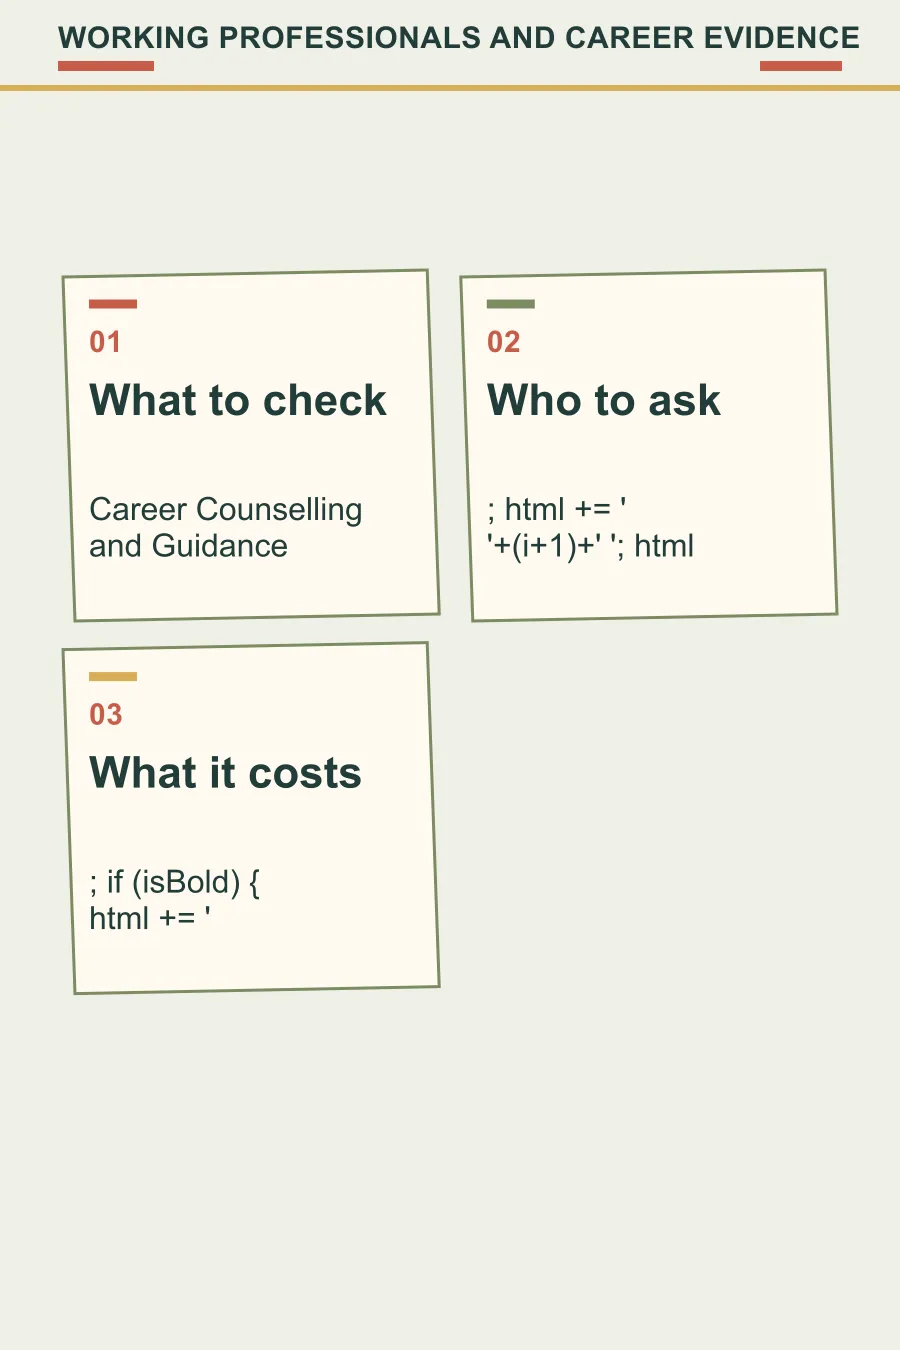 WORKING PROFESSIONALS AND CAREER EVIDENCE
01
What to check
Career Counselling
and Guidance
02
Who to ask
; html += '
'+(i+1)+' '; html
03
What it costs
; if (isBold) {
html += '